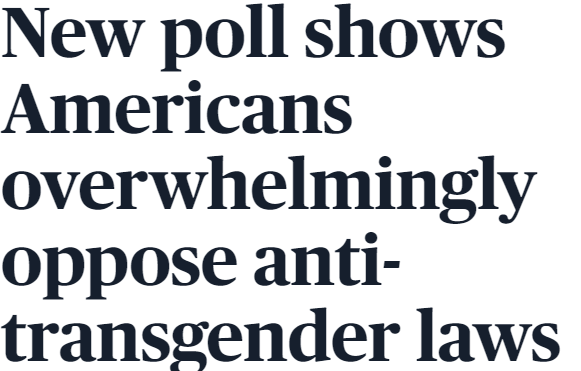 New poll shows
Americans
overwhelmingly
oppose anti-
transgender laws